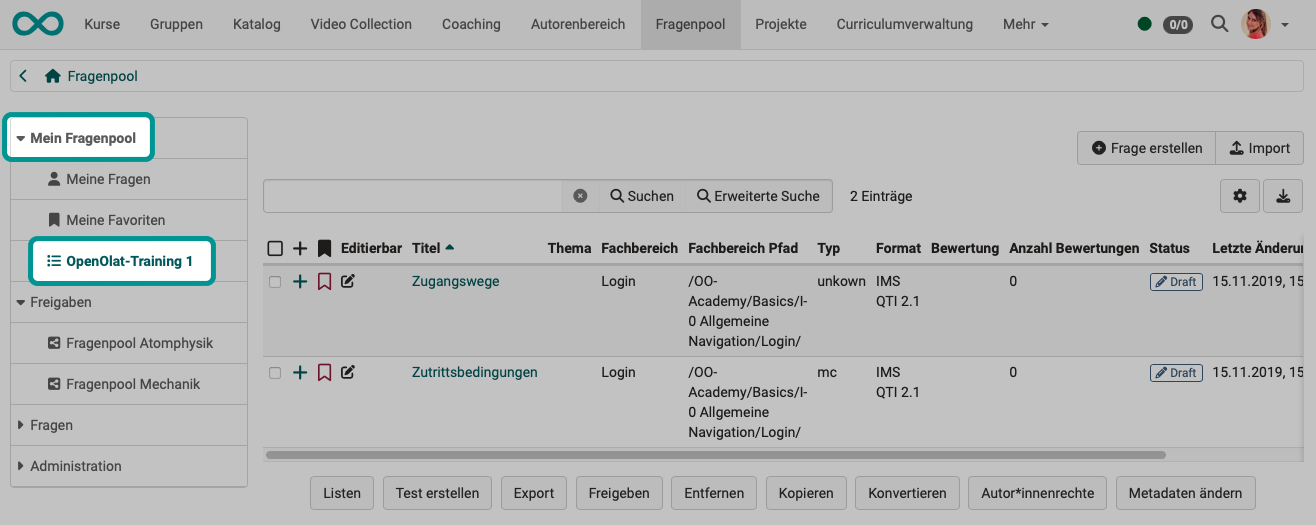 Kurse Gruppen Katalog Video Collection Coaching Autorenbereich Fragenpool Projekte Curriculumverwaltung Mehr 0/0
Fragenpool
Mein Fragenpool
Meine Fragen
Meine Favoriten
OpenOlat-Training 1
Freigaben
Fragenpool Atomphysik
Fragenpool Mechanik
Fragen
Administration
Frage erstellen Import
Suchen Erweiterte Suche 2 Einträge
Editierbar Titel Thema Fachbereich Fachbereich Pfad Typ Format Bewertung Anzahl Bewertungen Status Letzte Änderun
Zugangswege Login /OO- unkown IMS 0 Draft 15.11.2019, 15
Academy/Basics/I- QTI 2.1
0 Allgemeine
Navigation/Login/
Zutrittsbedingungen Login /OO- mc IMS 0 Draft 15.11.2019, 15
Academy/Basics/I- QTI 2.1
0 Allgemeine
Navigation/Login/
Listen Test erstellen Export Freigeben Entfernen Kopieren Konvertieren Autor*innenrechte Metadaten ändern